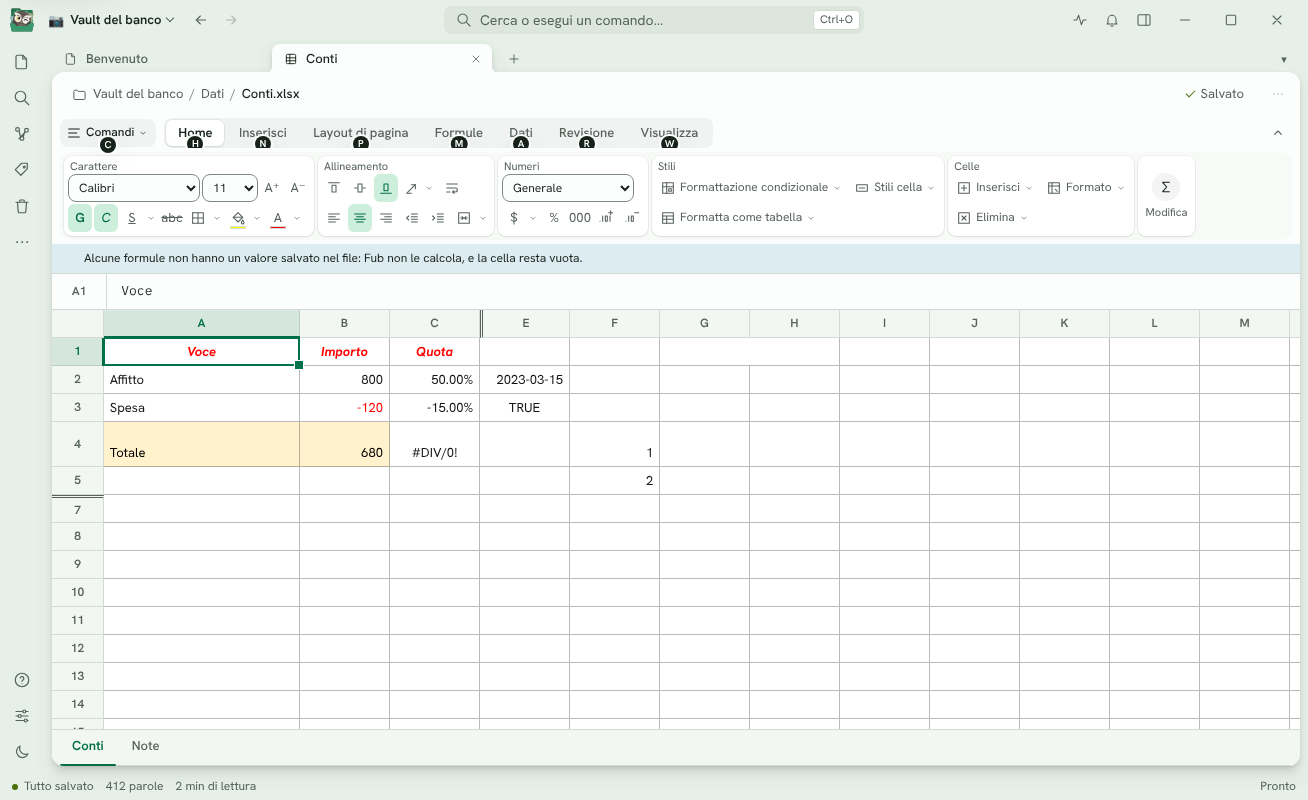 Vault del banco
Cerca o esegui un comando... Ctrl+O
Benvenuto
Conti
Vault del banco / Dati / Conti.xlsx
Salvato
Comandi Home Inserisci Layout di pagina Formule Dati Revisione Visualizza
C H N P M A R W
Carattere Allineamento Numeri Stili Celle
Calibri 11 A+ A− Generale Formattazione condizionale Stili cella Inserisci Formato Σ
G C S abc A $ % 000 .10 .10 Formatta come tabella Elimina Modifica
Alcune formule non hanno un valore salvato nel file: Fub non le calcola, e la cella resta vuota.
A1 Voce
A B C E F G H I J K L M
1 Voce Importo Quota
2 Affitto 800 50.00% 2023-03-15
3 Spesa -120 -15.00% TRUE
4 Totale 680 #DIV/0! 1
5 2
7
8
9
10
11
12
13
14
Conti Note
Tutto salvato 412 parole 2 min di lettura Pronto